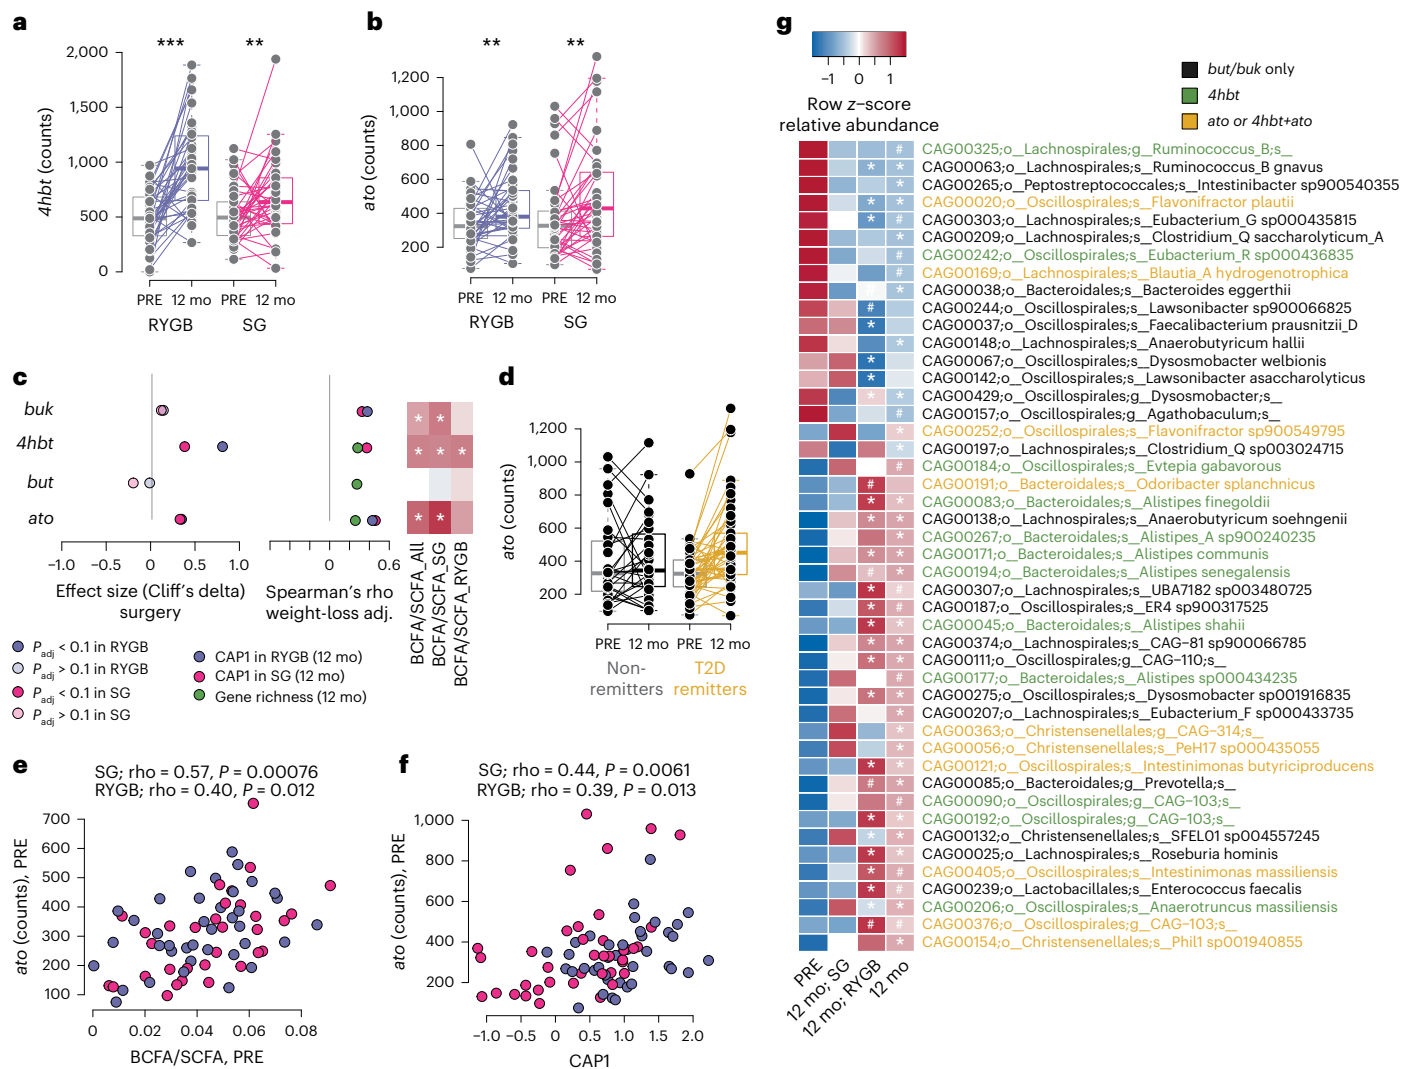 a
***
**
2,000
1,500
1,000
500
0
4hbt (counts)
PRE 12 mo PRE 12 mo
RYGB SG
b
**
**
1,200
1,000
800
600
400
200
ato (counts)
PRE 12 mo PRE 12 mo
RYGB SG
c
buk
4hbt
but
ato
–1.0 –0.5 0 0.5 1.0
Effect size (Cliff's delta)
surgery
0 0.6
Spearman's rho
weight-loss adj.
* *
* * *
* *
BCFA/SCFA_All
BCFA/SCFA_SG
BCFA/SCFA_RYGB
Padj < 0.1 in RYGB
Padj > 0.1 in RYGB
Padj < 0.1 in SG
Padj > 0.1 in SG
CAP1 in RYGB (12 mo)
CAP1 in SG (12 mo)
Gene richness (12 mo)
d
1,200
1,000
800
600
400
200
ato (counts)
PRE 12 mo PRE 12 mo
Non-
remitters
T2D
remitters
e
SG; rho = 0.57, P = 0.00076
RYGB; rho = 0.40, P = 0.012
700
600
500
400
300
200
100
ato (counts), PRE
0 0.02 0.04 0.06 0.08
BCFA/SCFA, PRE
f
SG; rho = 0.44, P = 0.0061
RYGB; rho = 0.39, P = 0.013
1,000
800
600
400
200
ato (counts), PRE
–1.0 –0.5 0 0.5 1.0 1.5 2.0
CAP1
g
–1 0 1
Row z–score
relative abundance
but/buk only
4hbt
ato or 4hbt+ato
# CAG00325;o__Lachnospirales;g__Ruminococcus_B;s__
* * CAG00063;o__Lachnospirales;s__Ruminococcus_B gnavus
* CAG00265;o__Peptostreptococcales;s__Intestinibacter sp900540355
* * CAG00020;o__Oscillospirales;s__Flavonifractor plautii
* # CAG00303;o__Lachnospirales;s__Eubacterium_G sp000435815
* CAG00209;o__Lachnospirales;s__Clostridium_Q saccharolyticum_A
# CAG00242;o__Oscillospirales;s__Eubacterium_R sp000436835
# CAG00169;o__Lachnospirales;s__Blautia_A hydrogenotrophica
* CAG00038;o__Bacteroidales;s__Bacteroides eggerthii
# CAG00244;o__Oscillospirales;s__Lawsonibacter sp900066825
* CAG00037;o__Oscillospirales;s__Faecalibacterium prausnitzii_D
* CAG00148;o__Lachnospirales;s__Anaerobutyricum hallii
* CAG00067;o__Oscillospirales;s__Dysosmobacter welbionis
* CAG00142;o__Oscillospirales;s__Lawsonibacter asaccharolyticus
* * CAG00429;o__Oscillospirales;g__Dysosmobacter;s__
# CAG00157;o__Oscillospirales;g__Agathobaculum;s__
* CAG00252;o__Oscillospirales;s__Flavonifractor sp900549795
* CAG00197;o__Lachnospirales;s__Clostridium_Q sp003024715
# CAG00184;o__Oscillospirales;s__Evtepia gabavorous
# CAG00191;o__Bacteroidales;s__Odoribacter splanchnicus
* * CAG00083;o__Bacteroidales;s__Alistipes finegoldii
* * CAG00138;o__Lachnospirales;s__Anaerobutyricum soehngenii
* CAG00267;o__Bacteroidales;s__Alistipes_A sp900240235
* * CAG00171;o__Bacteroidales;s__Alistipes communis
# * CAG00194;o__Bacteroidales;s__Alistipes senegalensis
* # CAG00307;o__Lachnospirales;s__UBA7182 sp003480725
* * CAG00187;o__Oscillospirales;s__ER4 sp900317525
* * CAG00045;o__Bacteroidales;s__Alistipes shahii
* * CAG00374;o__Lachnospirales;s__CAG–81 sp900066785
* * CAG00111;o__Oscillospirales;g__CAG–110;s__
# CAG00177;o__Bacteroidales;s__Alistipes sp000434235
* * CAG00275;o__Oscillospirales;s__Dysosmobacter sp001916835
* CAG00207;o__Lachnospirales;s__Eubacterium_F sp000433735
* CAG00363;o__Christensenellales;g__CAG–314;s__
* CAG00056;o__Christensenellales;s__PeH17 sp000435055
* * CAG00121;o__Oscillospirales;s__Intestinimonas butyriciproducens
# * CAG00085;o__Bacteroidales;g__Prevotella;s__
# CAG00090;o__Oscillospirales;g__CAG–103;s__
* * CAG00192;o__Oscillospirales;g__CAG–103;s__
* * CAG00132;o__Christensenellales;s__SFEL01 sp004557245
* * CAG00025;o__Lachnospirales;s__Roseburia hominis
* # CAG00405;o__Oscillospirales;s__Intestinimonas massiliensis
* # CAG00239;o__Lactobacillales;s__Enterococcus faecalis
* * CAG00206;o__Oscillospirales;s__Anaerotruncus massiliensis
# # CAG00376;o__Oscillospirales;g__CAG–103;s__
* CAG00154;o__Christensenellales;s__Phil1 sp001940855
PRE
12 mo; SG
12 mo; RYGB
12 mo